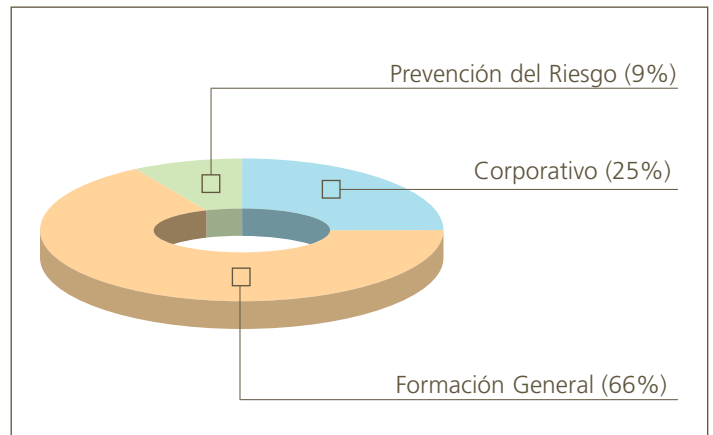 Prevención del Riesgo (9%)
Corporativo (25%)
Formación General (66%)